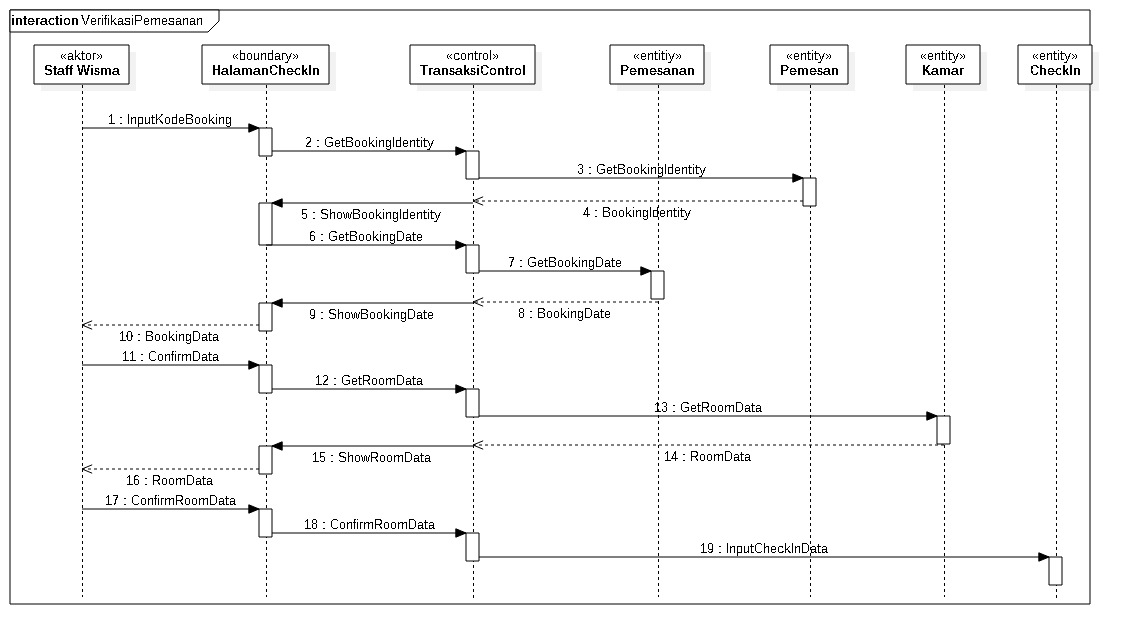 interaction VerifikasiPemesanan
«aktor»
Staff Wisma
«boundary»
HalamanCheckIn
«control»
TransaksiControl
«entitiy»
Pemesanan
«entity»
Pemesan
«entity»
Kamar
«entity»
CheckIn
1 : InputKodeBooking
2 : GetBookingIdentity
3 : GetBookingIdentity
4 : BookingIdentity
5 : ShowBookingIdentity
6 : GetBookingDate
7 : GetBookingDate
8 : BookingDate
9 : ShowBookingDate
10 : BookingData
11 : ConfirmData
12 : GetRoomData
13 : GetRoomData
14 : RoomData
15 : ShowRoomData
16 : RoomData
17 : ConfirmRoomData
18 : ConfirmRoomData
19 : InputCheckInData